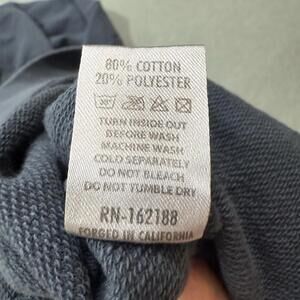 80% COTTON
20% POLYESTER
TURN INSIDE OUT
BEFORE WASH
MACHINE WASH
COLD SEPARATELY
DO NOT BLEACH
DO NOT TUMBLE DRY
RN-162188
FORGED IN CALIFORNIA